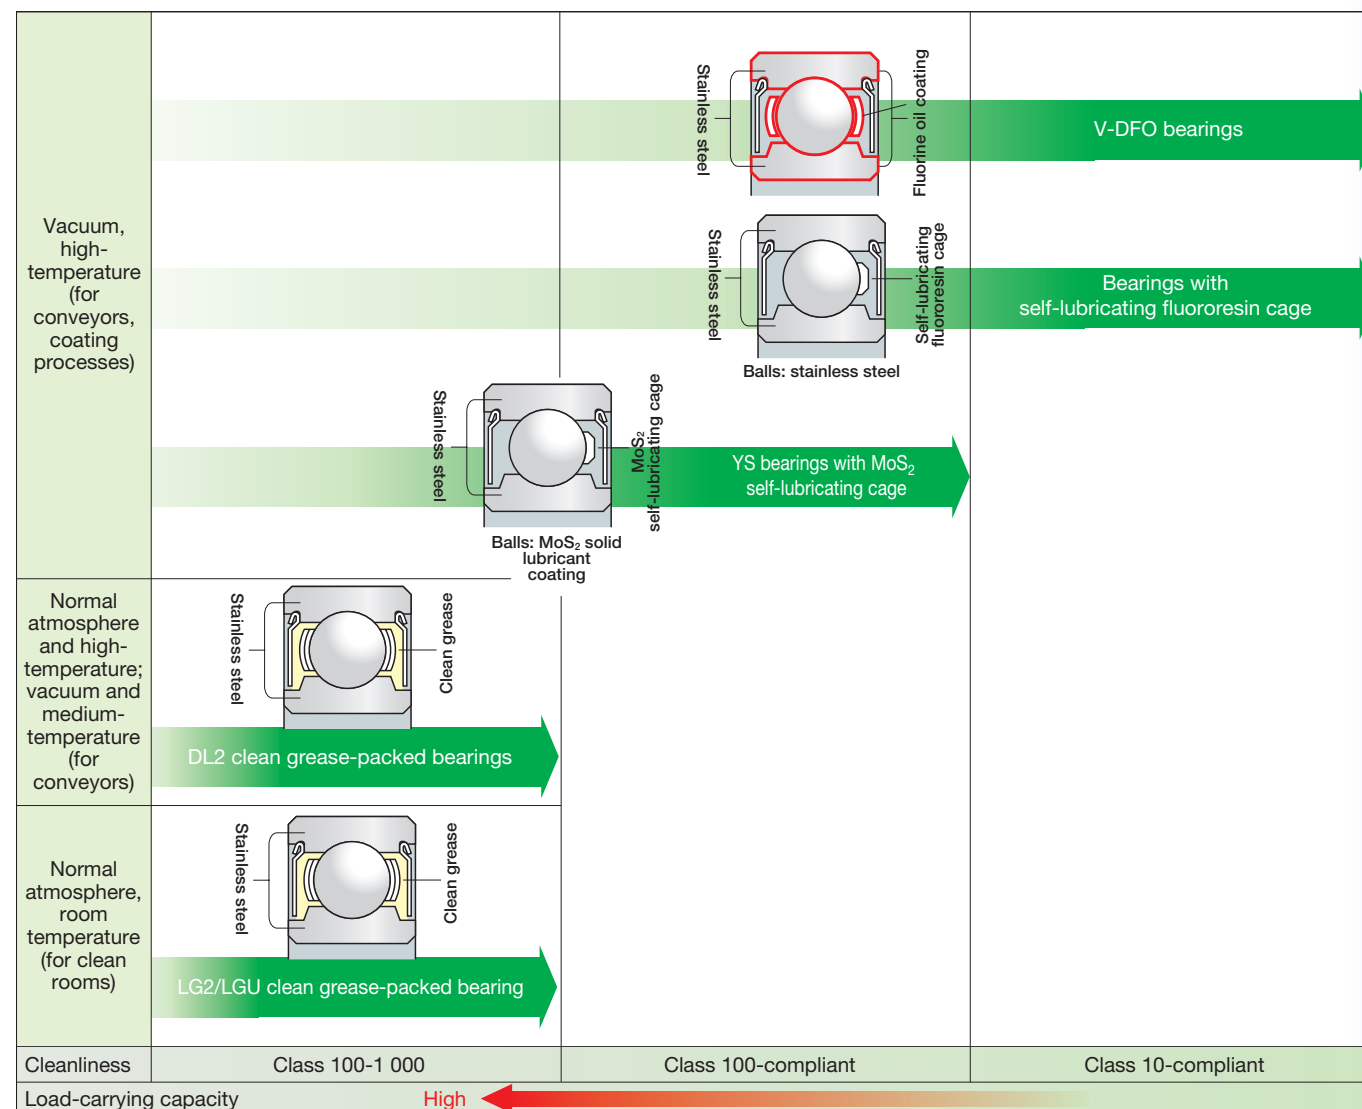 Vacuum,
high-
temperature
(for
conveyors,
coating
processes)
Stainless steel
Fluorine oil coating
V-DFO bearings
Stainless steel
Self-lubricating
fluororesin cage
Balls: stainless steel
Bearings with
self-lubricating fluororesin cage
Stainless steel
MoS₂
self-lubricating cage
Balls: MoS₂ solid
lubricant
coating
YS bearings with MoS₂
self-lubricating cage
Normal
atmosphere
and high-
temperature;
vacuum and
medium-
temperature
(for
conveyors)
Stainless steel
Clean grease
DL2 clean grease-packed bearings
Normal
atmosphere,
room
temperature
(for clean
rooms)
Stainless steel
Clean grease
LG2/LGU clean grease-packed bearing
Cleanliness
Class 100-1 000
Class 100-compliant
Class 10-compliant
Load-carrying capacity
High